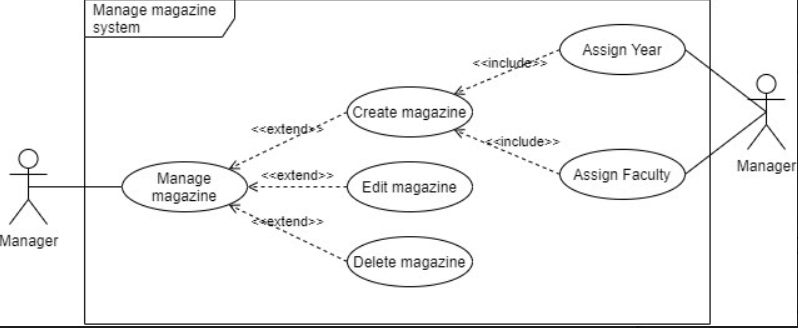 Manage magazine
system
Assign Year
<<include>>
Create magazine
<<extend>>
<<include>>
Manager
Assign Faculty
<<extend>>
Manage
magazine
Edit magazine
Manager
<<extend>>
Delete magazine